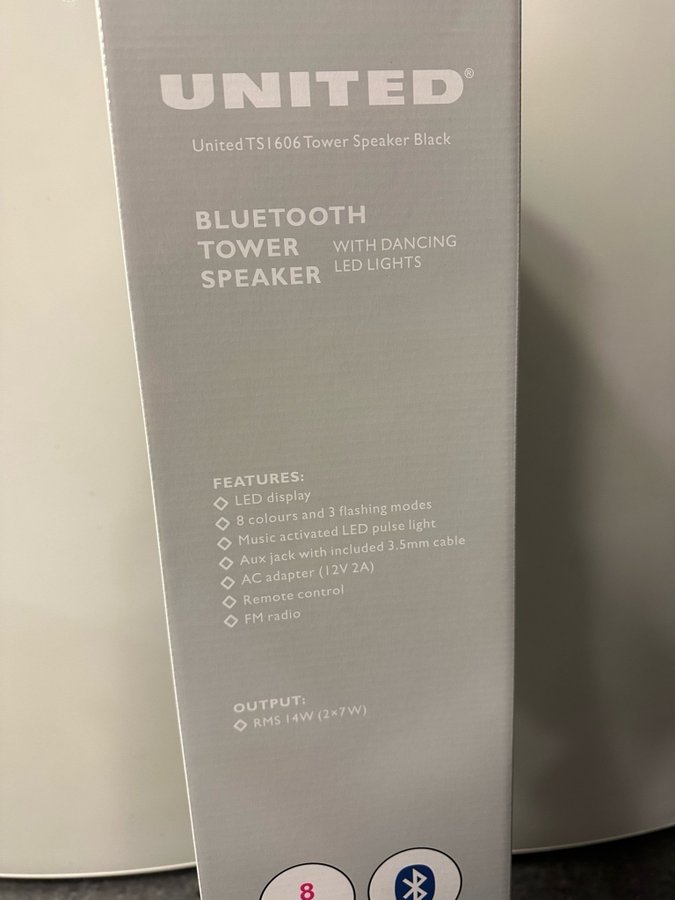 UNITED®
United TS1606 Tower Speaker Black
BLUETOOTH
TOWER
SPEAKER
WITH DANCING
LED LIGHTS
FEATURES:
◇ LED display
◇ 8 colours and 3 flashing modes
◇ Music activated LED pulse light
◇ Aux jack with included 3.5mm cable
◇ AC adapter (12V 2A)
◇ Remote control
◇ FM radio
OUTPUT:
◇ RMS 14W (2×7W)
8